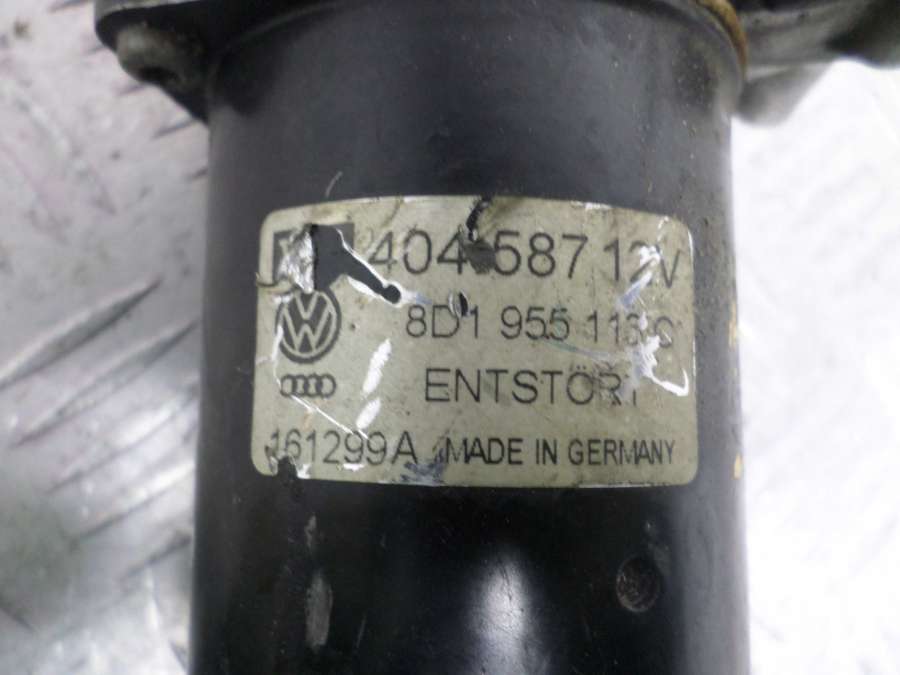 404 587 12V
8D1 955 113 C
ENTSTÖRT
161299A MADE IN GERMANY